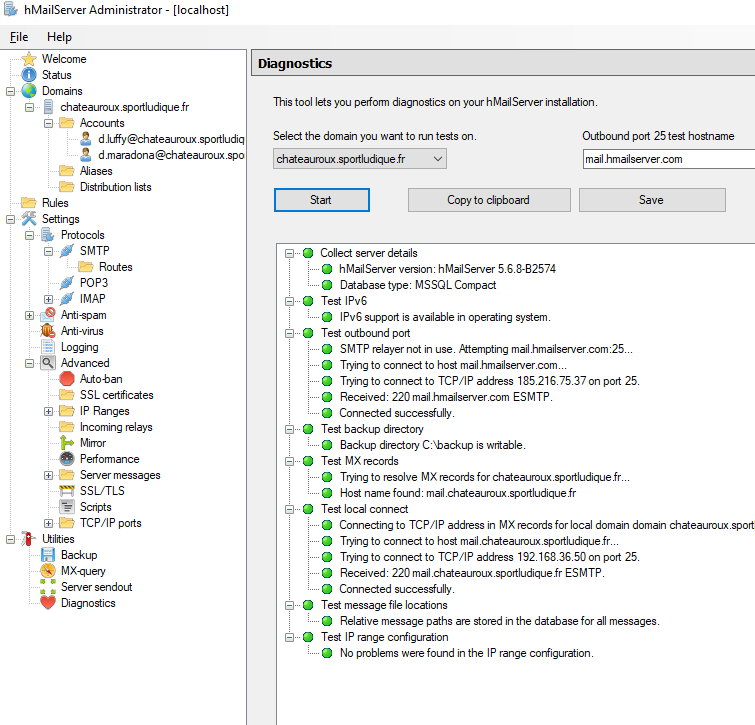 hMailServer Administrator - [localhost]
File Help
Welcome
Status
Domains
chateauroux.sportludique.fr
Accounts
d.luffy@chateauroux.sportludiq
d.maradona@chateauroux.spo
Aliases
Distribution lists
Rules
Settings
Protocols
SMTP
Routes
POP3
IMAP
Anti-spam
Anti-virus
Logging
Advanced
Auto-ban
SSL certificates
IP Ranges
Incoming relays
Mirror
Performance
Server messages
SSL/TLS
Scripts
TCP/IP ports
Utilities
Backup
MX-query
Server sendout
Diagnostics
Diagnostics
This tool lets you perform diagnostics on your hMailServer installation.
Select the domain you want to run tests on.
Outbound port 25 test hostname
chateauroux.sportludique.fr
mail.hmailserver.com
Start
Copy to clipboard
Save
Collect server details
hMailServer version: hMailServer 5.6.8-B2574
Database type: MSSQL Compact
Test IPv6
IPv6 support is available in operating system.
Test outbound port
SMTP relayer not in use. Attempting mail.hmailserver.com:25...
Trying to connect to host mail.hmailserver.com...
Trying to connect to TCP/IP address 185.216.75.37 on port 25.
Received: 220 mail.hmailserver.com ESMTP.
Connected successfully.
Test backup directory
Backup directory C:\backup is writable.
Test MX records
Trying to resolve MX records for chateauroux.sportludique.fr...
Host name found: mail.chateauroux.sportludique.fr
Test local connect
Connecting to TCP/IP address in MX records for local domain domain chateauroux.sport
Trying to connect to host mail.chateauroux.sportludique.fr...
Trying to connect to TCP/IP address 192.168.36.50 on port 25.
Received: 220 mail.chateauroux.sportludique.fr ESMTP.
Connected successfully.
Test message file locations
Relative message paths are stored in the database for all messages.
Test IP range configuration
No problems were found in the IP range configuration.